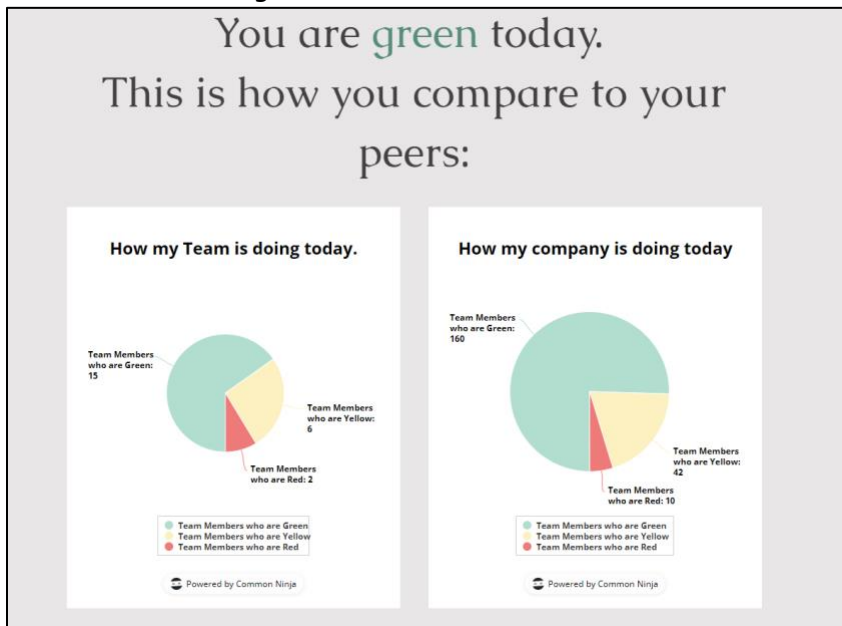 You are green today.
This is how you compare to your
peers:
How my Team is doing today.
Team Members
who are Green:
15
Team Members
who are Yellow:
6
Team Members
who are Red: 2
Team Members who are Green
Team Members who are Yellow
Team Members who are Red
Powered by Common Ninja
How my company is doing today
Team Members
who are Green:
160
Team Members
who are Yellow:
42
Team Members
who are Red: 10
Team Members who are Green
Team Members who are Yellow
Team Members who are Red
Powered by Common Ninja